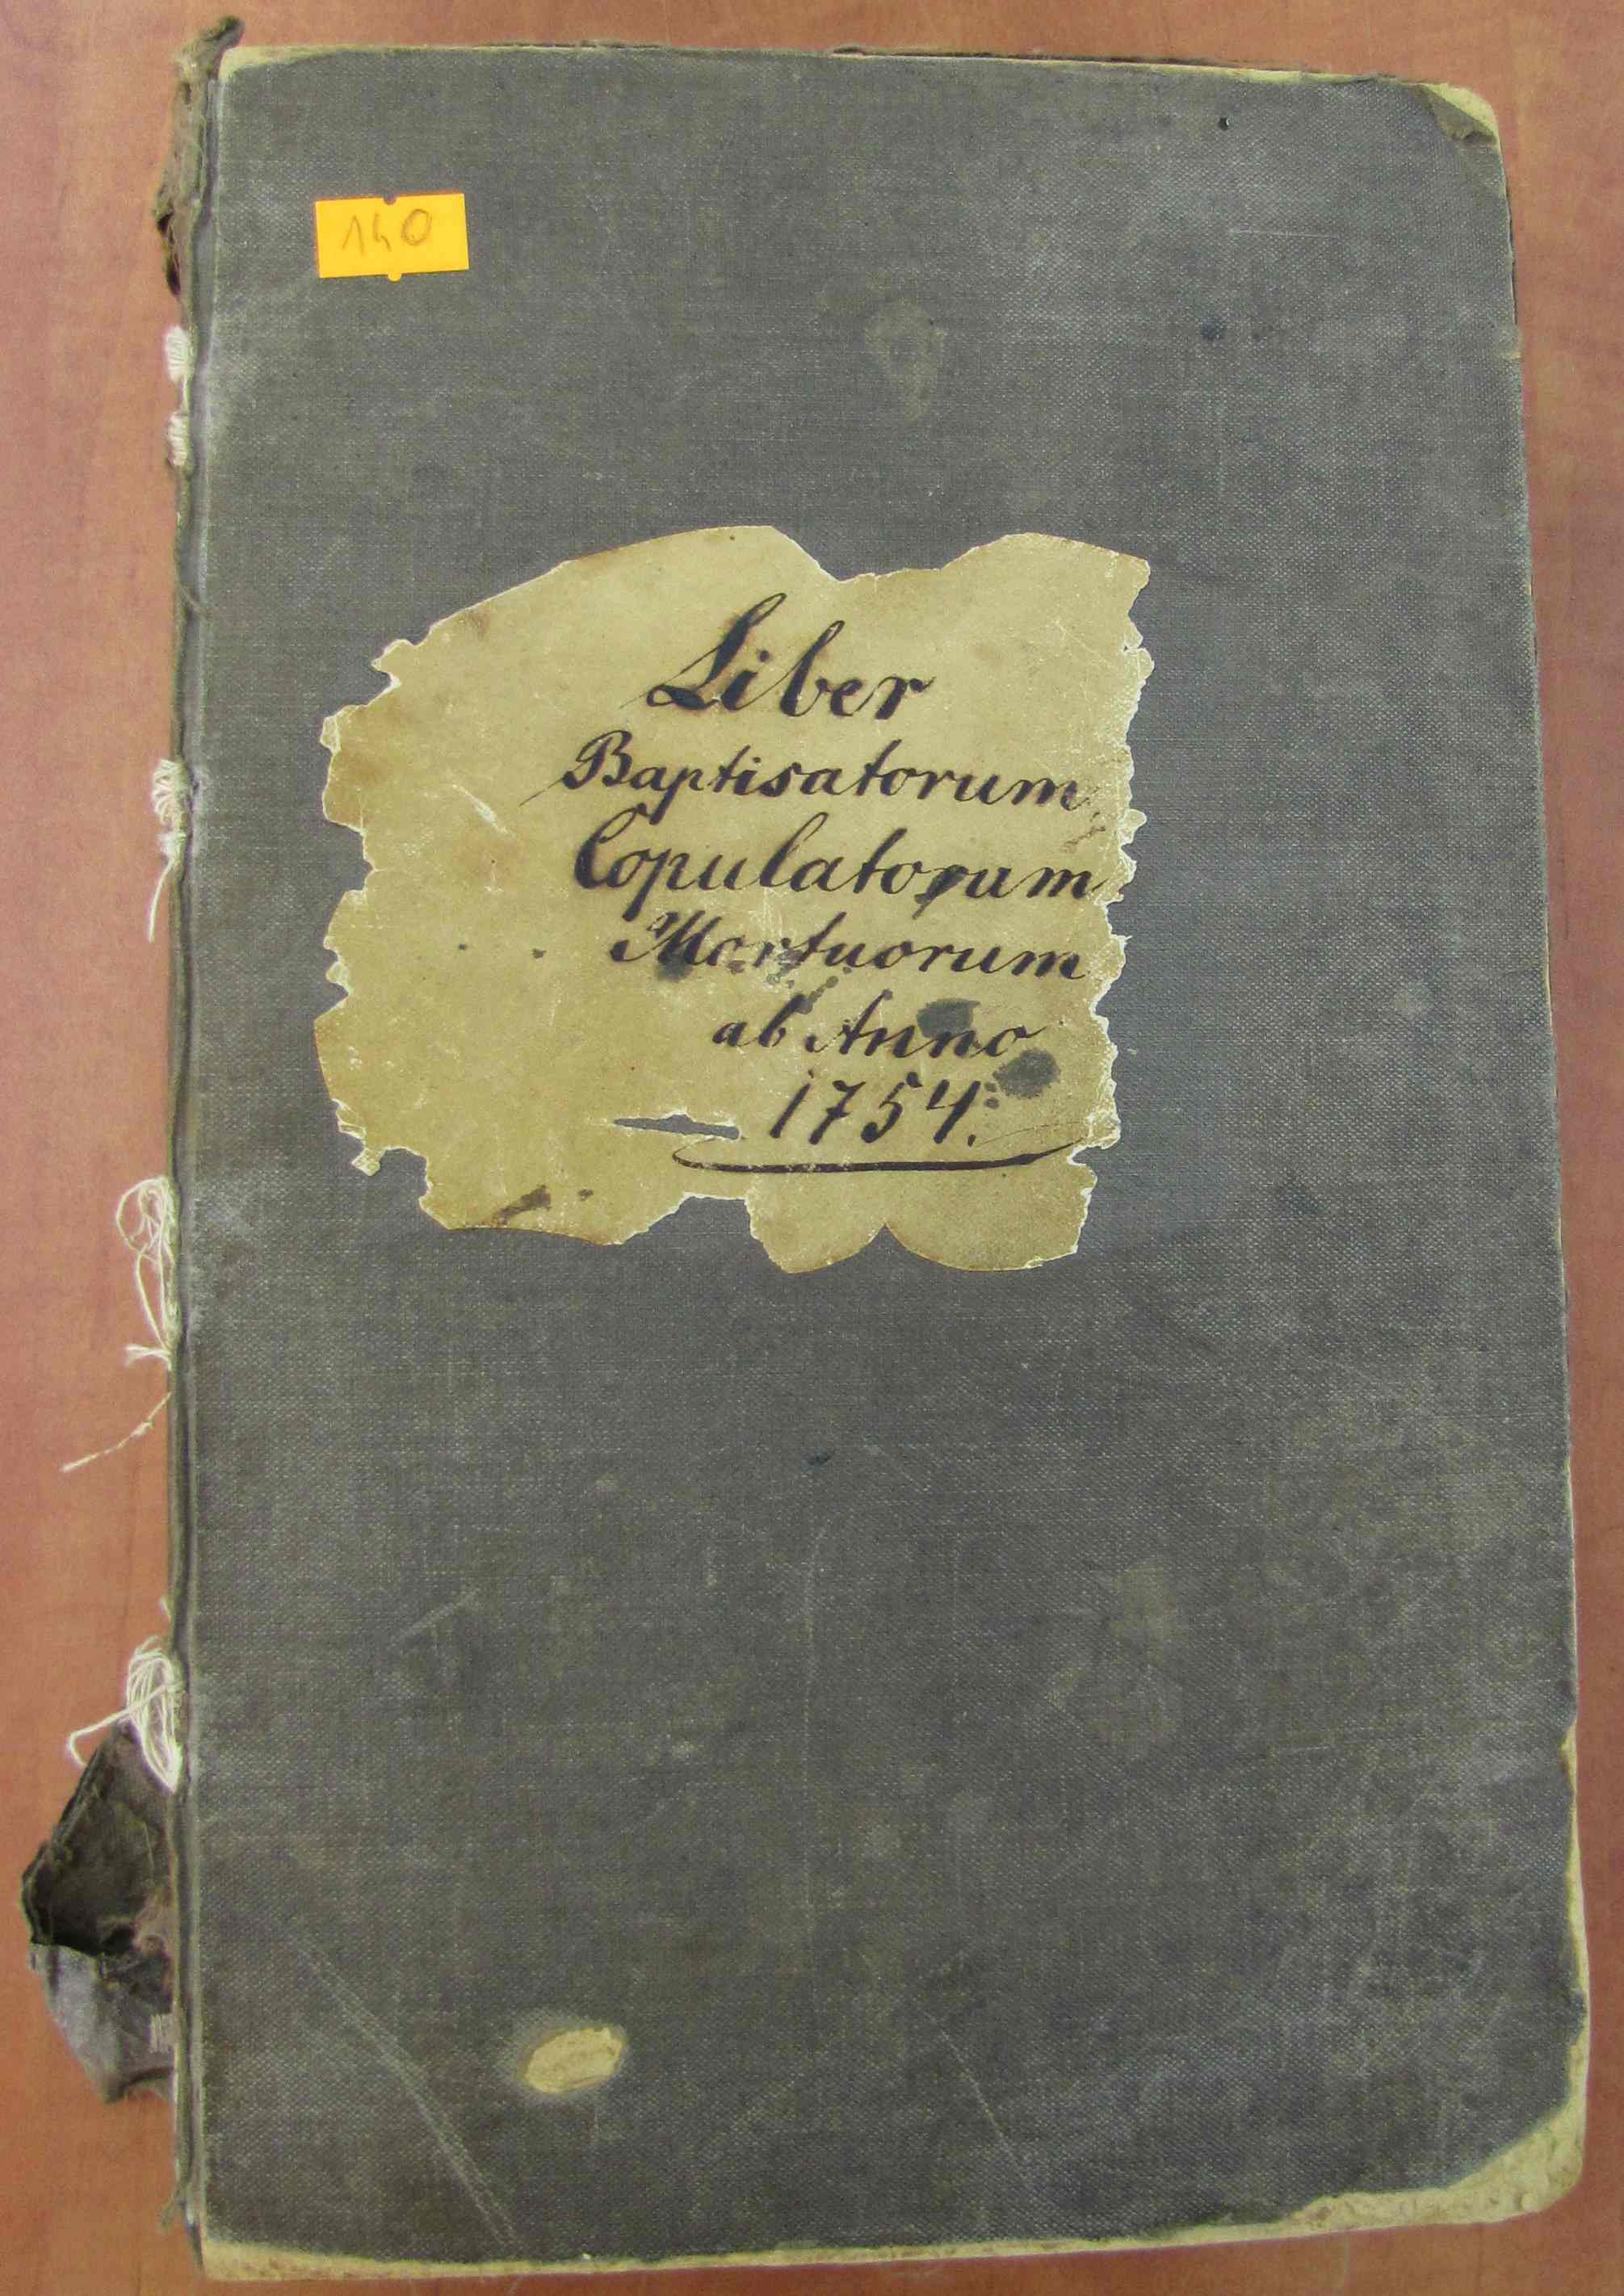 140
Liber
Baptisatorum,
Copulatorum
Mortuorum
ab Anno
1754.